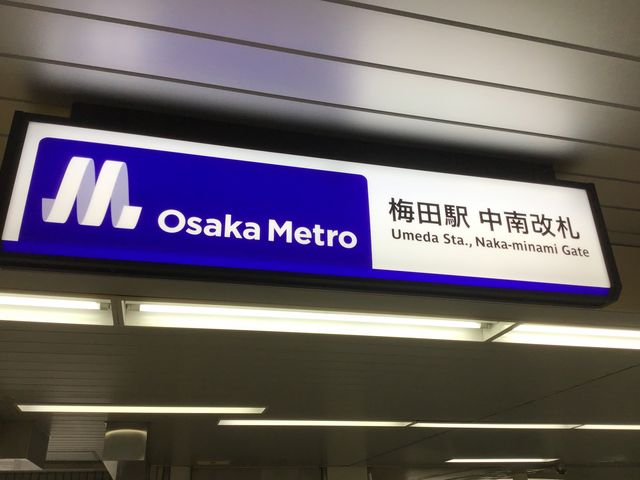 Osaka Metro
梅田駅 中南改札
Umeda Sta., Naka-minami Gate